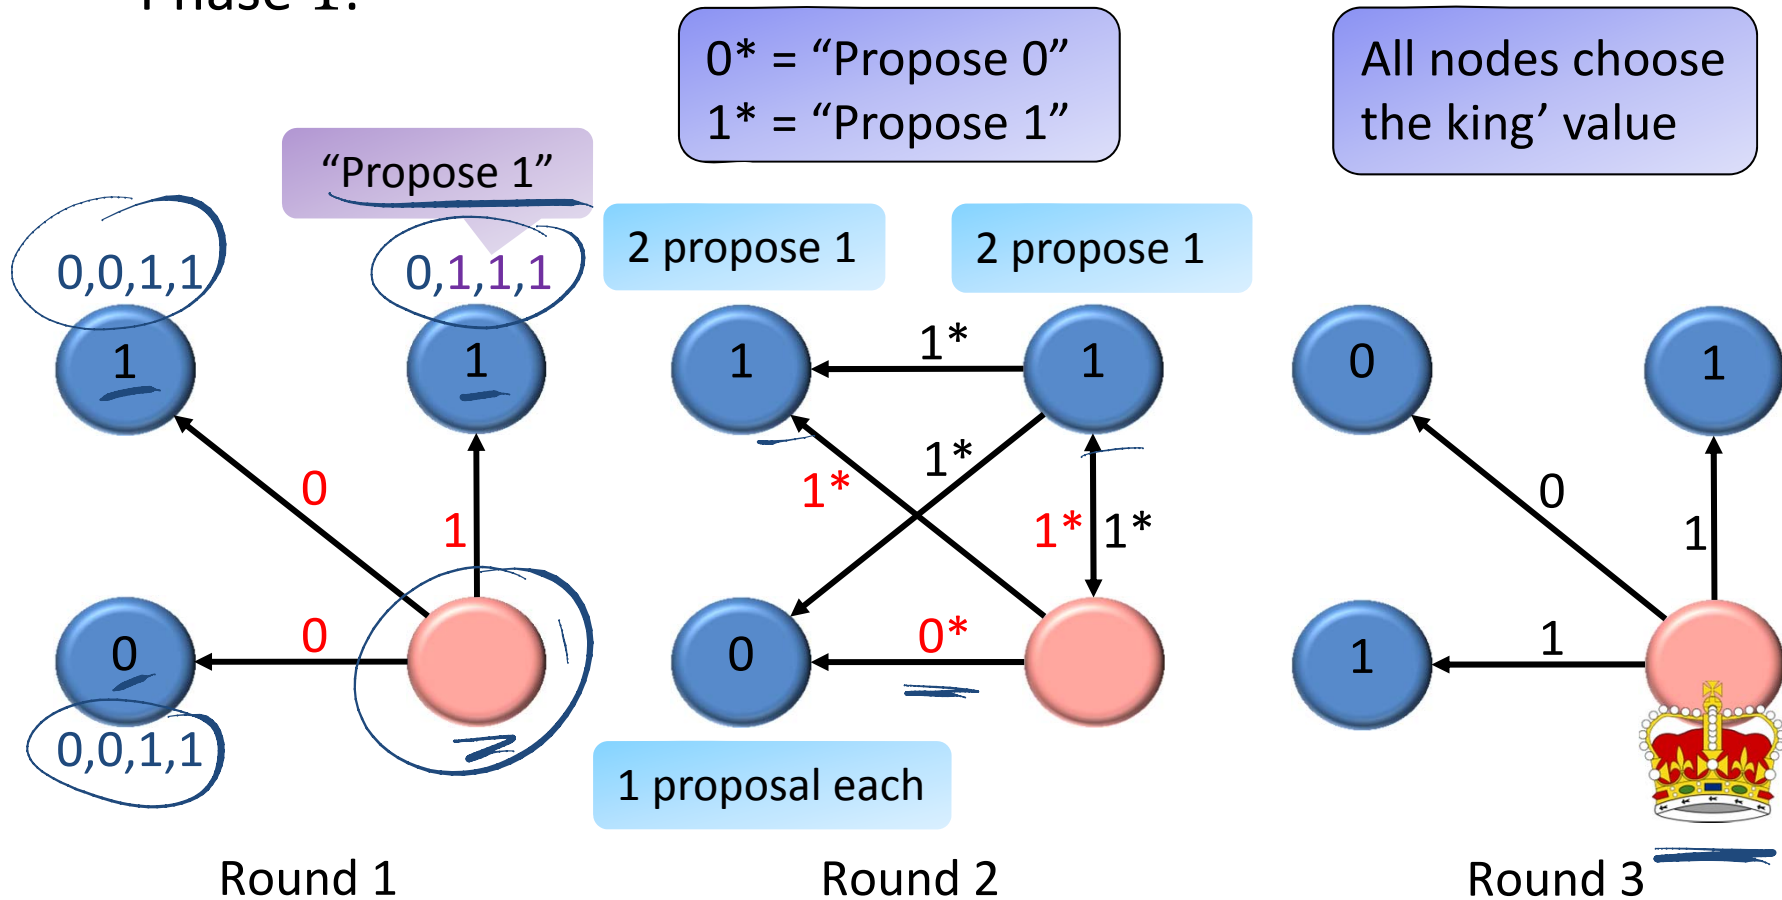 Phase 1:
0* = “Propose 0”
1* = “Propose 1”
All nodes choose
the king’ value
“Propose 1”
0,0,1,1
0,1,1,1
1
1
0
1
0
0
0,0,1,1
Round 1
2 propose 1
2 propose 1
1
1*
1
1*
1*
1*
1*
0
0*
1 proposal each
Round 2
0
1
0
1
1
1
Round 3